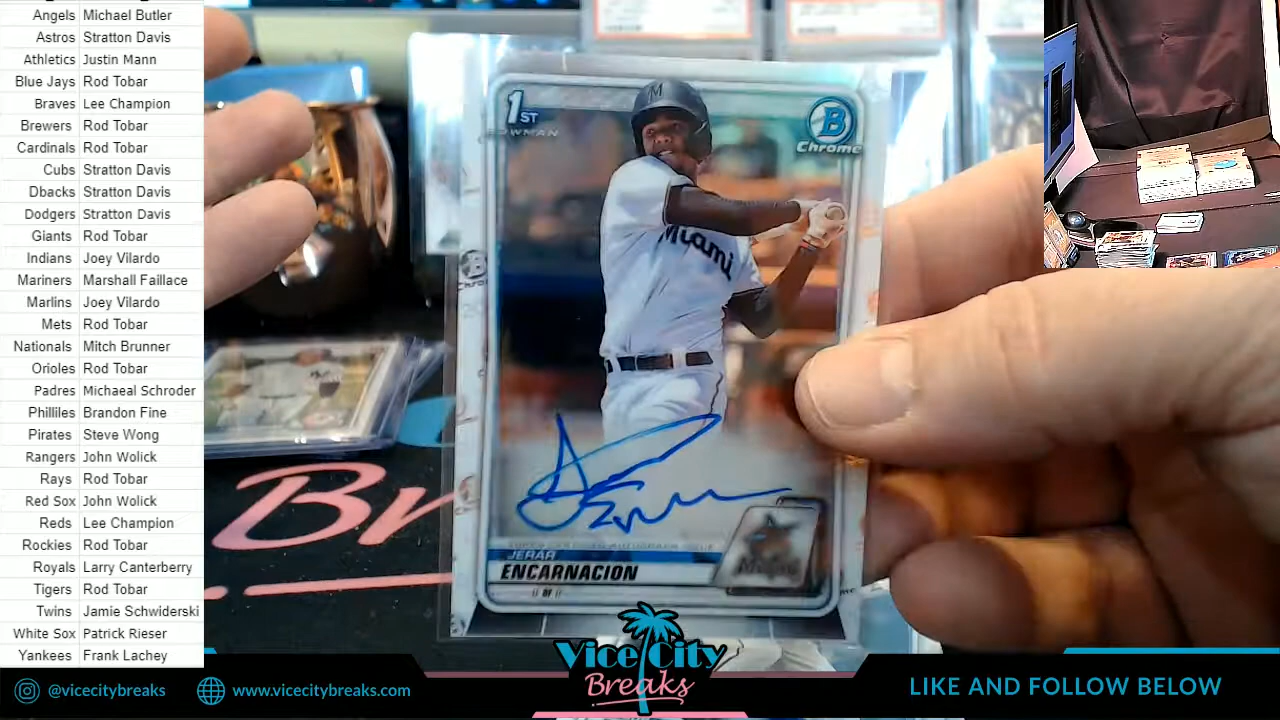 Angels Michael Butler
Astros Stratton Davis
Athletics Justin Mann
Blue Jays Rod Tobar
Braves Lee Champion
Brewers Rod Tobar
Cardinals Rod Tobar
Cubs Stratton Davis
Dbacks Stratton Davis
Dodgers Stratton Davis
Giants Rod Tobar
Indians Joey Vilardo
Mariners Marshall Faillace
Marlins Joey Vilardo
Mets Rod Tobar
Nationals Mitch Brunner
Orioles Rod Tobar
Padres Michaeal Schroder
Philliles Brandon Fine
Pirates Steve Wong
Rangers John Wolick
Rays Rod Tobar
Red Sox John Wolick
Reds Lee Champion
Rockies Rod Tobar
Royals Larry Canterberry
Tigers Rod Tobar
Twins Jamie Schwiderski
White Sox Patrick Rieser
Yankees Frank Lachey
1ST
BOWMAN
B
Chrome
M
Miami
JERAR
ENCARNACION
Br
Vice City
Breaks
@vicecitybreaks
www.vicecitybreaks.com
LIKE AND FOLLOW BELOW